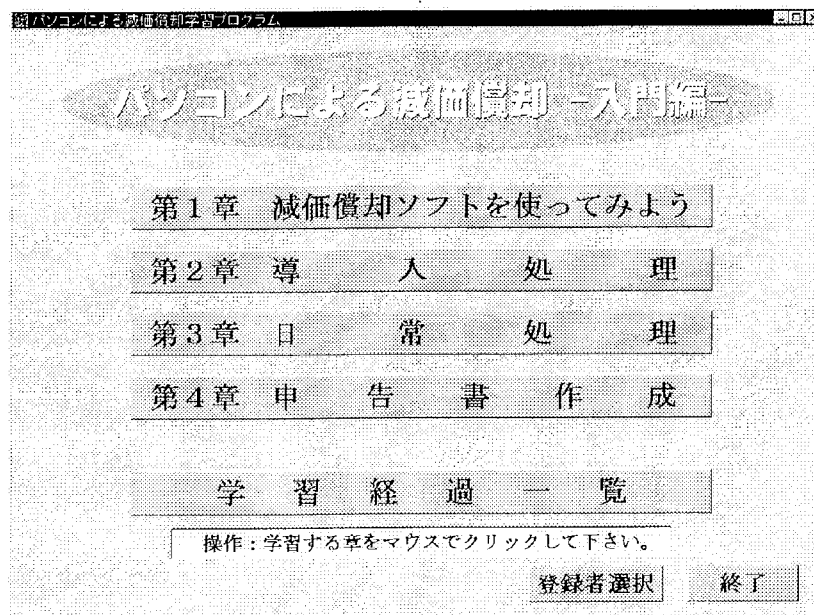 パソコンによる減価償却学習プログラム
パソコンによる減価償却 -入門編-
第1章 減価償却ソフトを使ってみよう
第2章 導入処理
第3章 日常処理
第4章 申告書作成
学習経過一覧
操作:学習する章をマウスでクリックして下さい。
登録者選択 終了